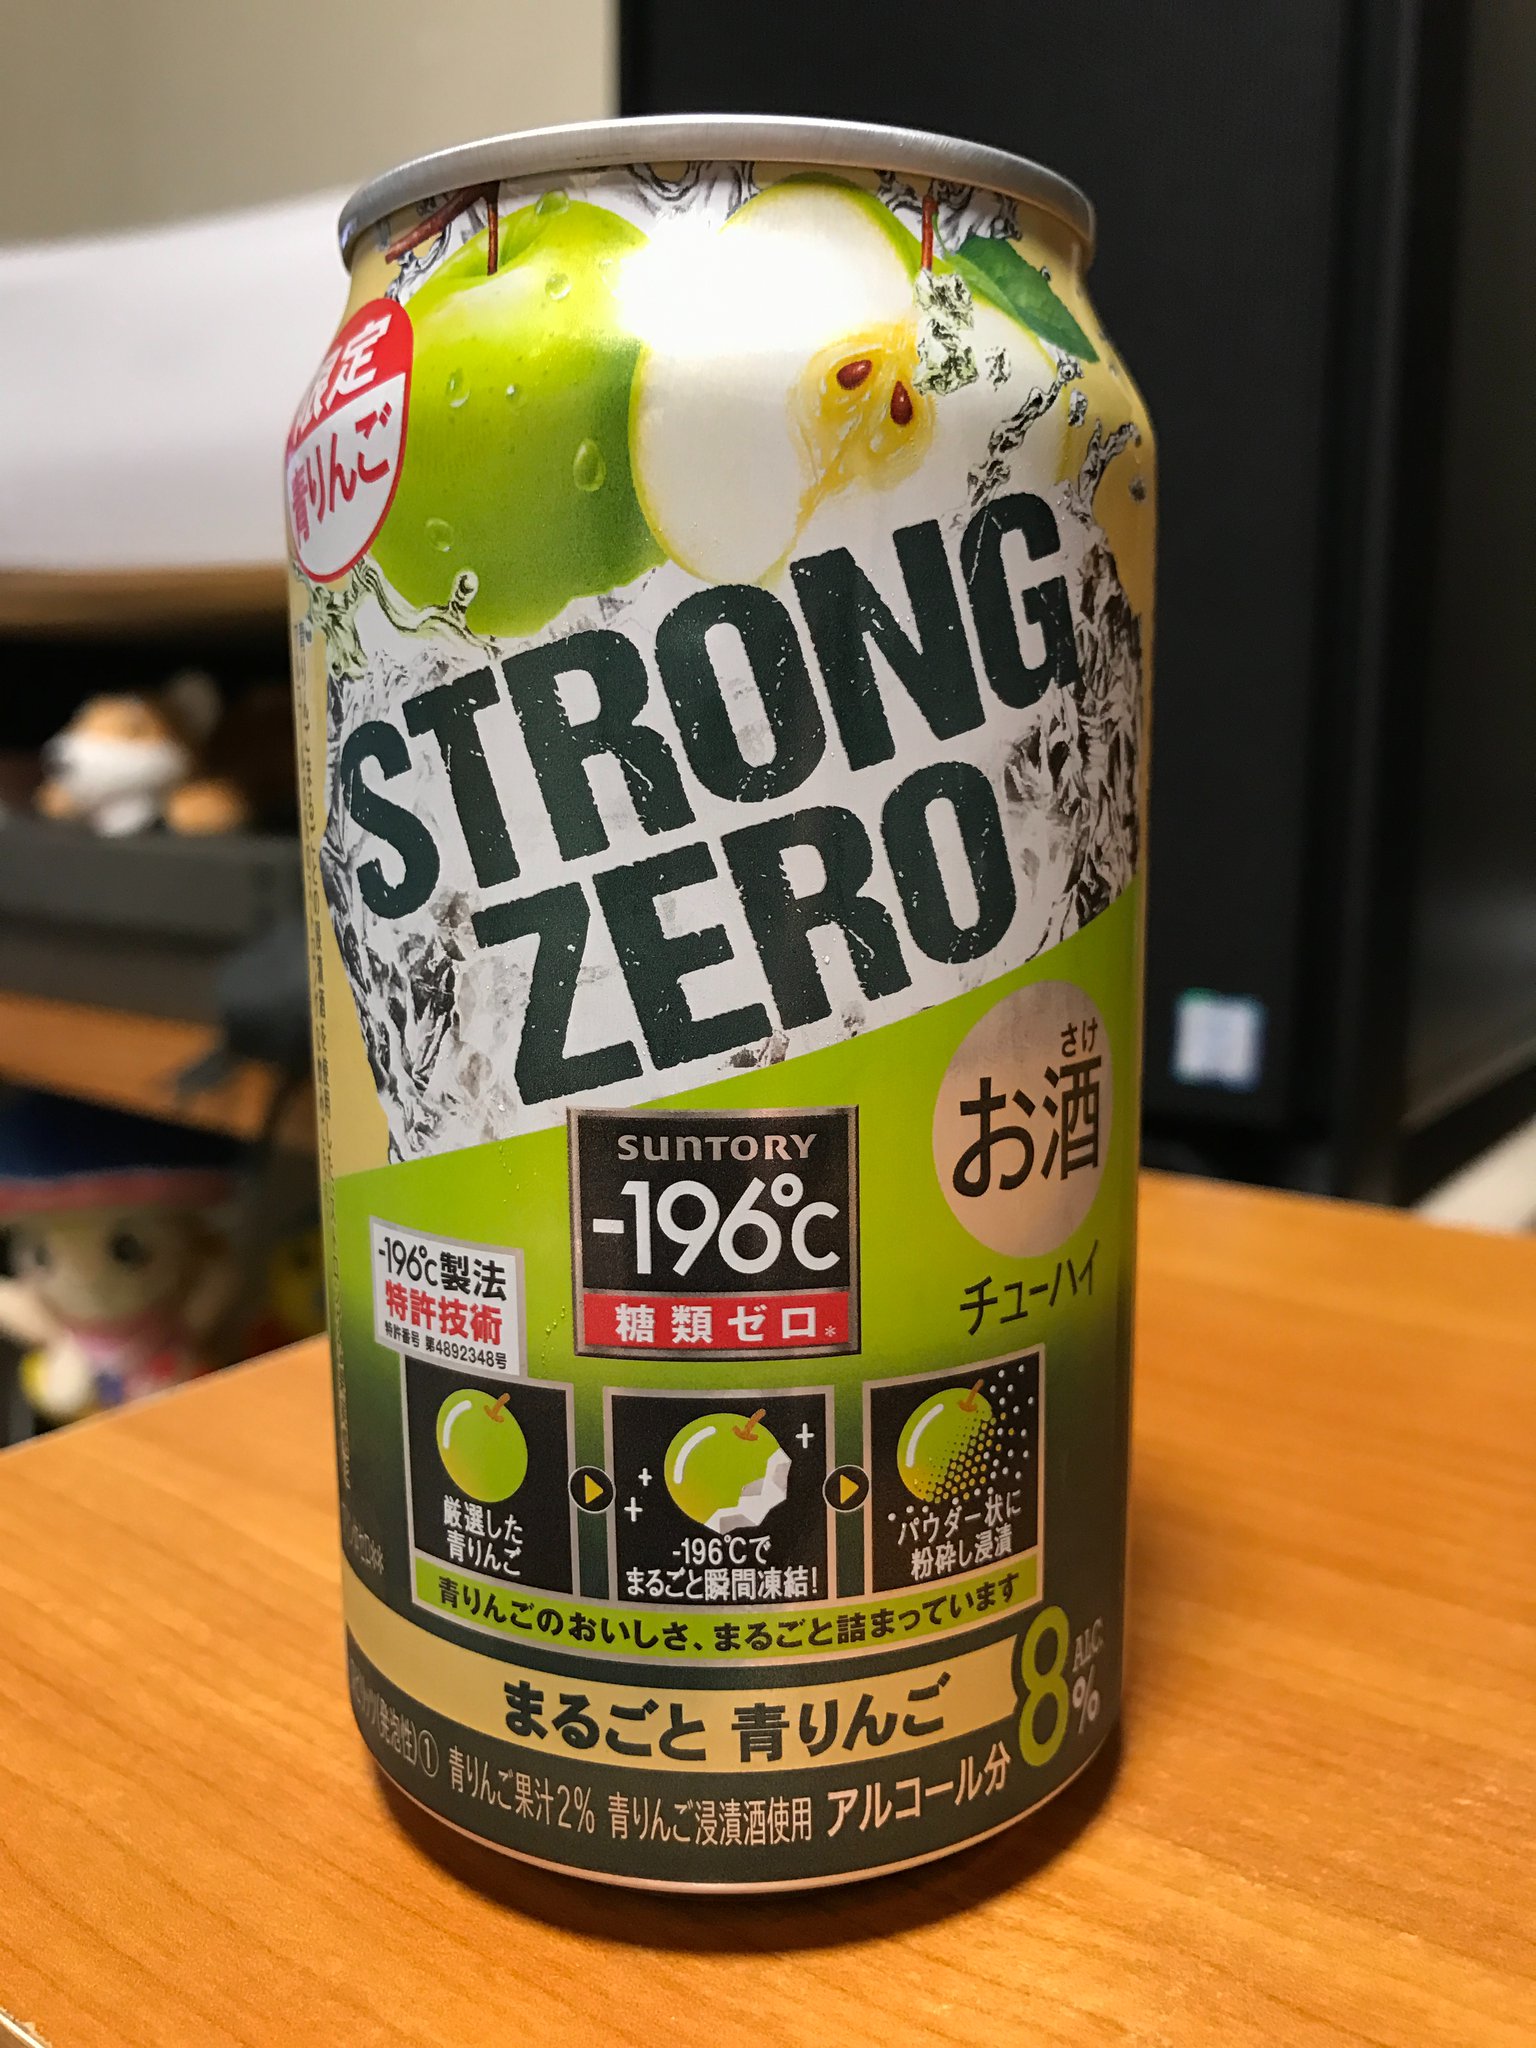 限定
青りんご
STRONG
ZERO
さけ
お酒
チューハイ
SUNTORY
-196℃
糖類ゼロ*
-196℃製法
特許技術
特許番号 第4892348号
厳選した
青りんご
-196℃で
まるごと瞬間凍結!
パウダー状に
粉砕し浸漬
青りんごのおいしさ、まるごと詰まっています
まるごと 青りんご
(発泡性)① 青りんご果汁2% 青りんご浸漬酒使用 アルコール分
8
ALC.
%